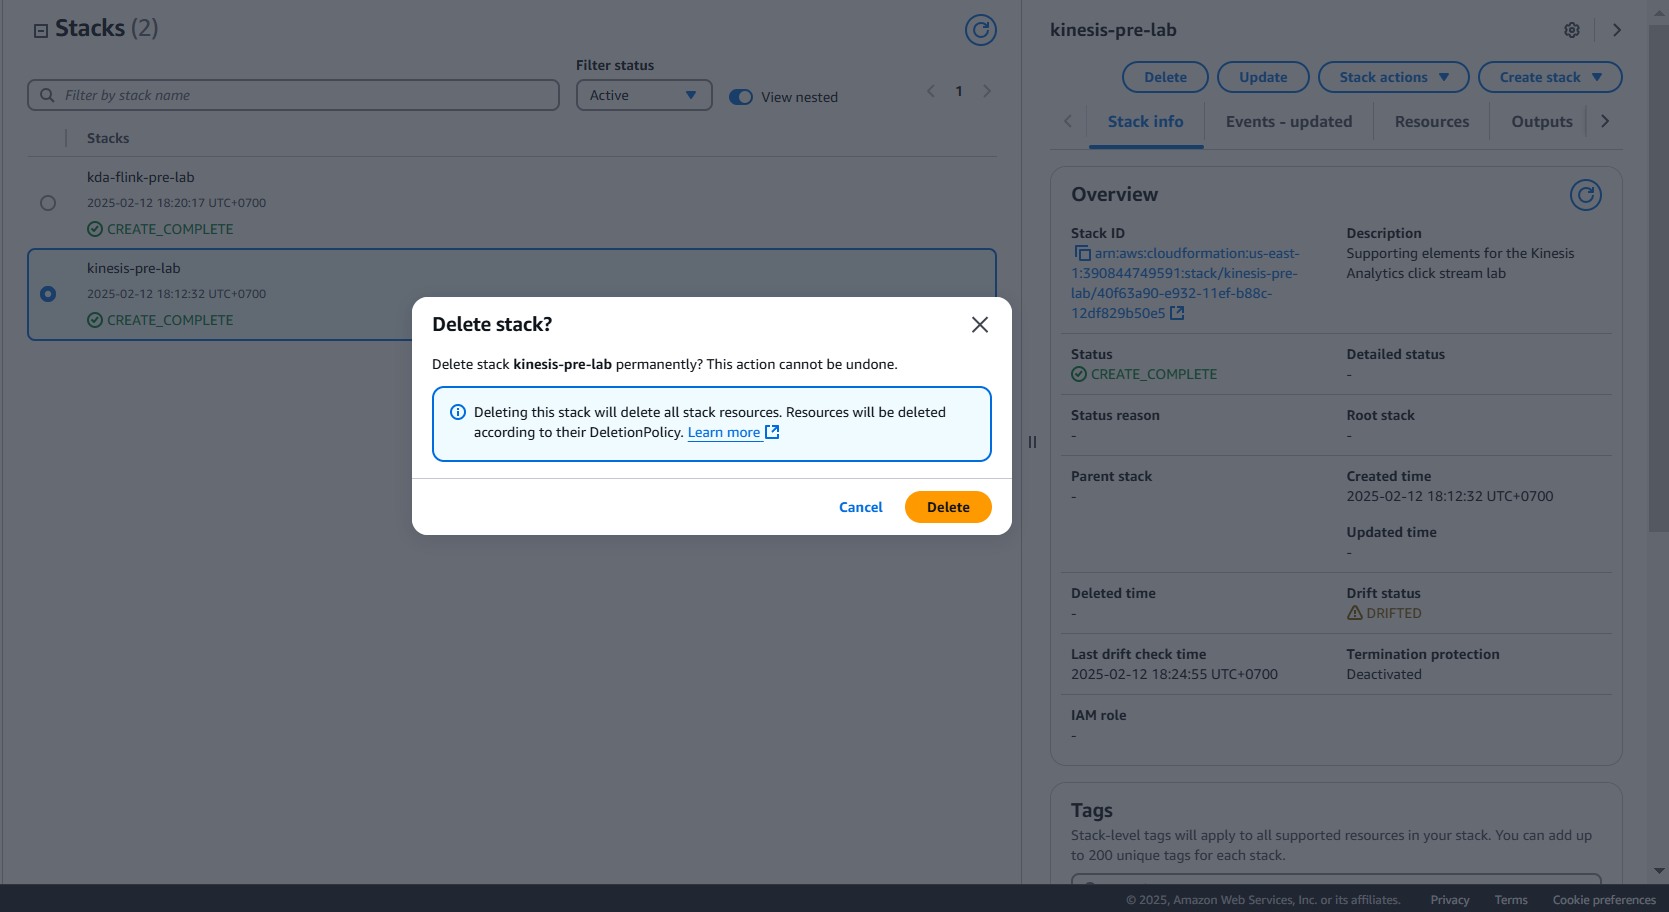 Stacks (2)
Filter status
Filter by stack name
Active
View nested
1
Stacks
kda-flink-pre-lab
2025-02-12 18:20:17 UTC+0700
CREATE_COMPLETE
kinesis-pre-lab
2025-02-12 18:12:32 UTC+0700
CREATE_COMPLETE
Delete stack?
Delete stack kinesis-pre-lab permanently? This action cannot be undone.
Deleting this stack will delete all stack resources. Resources will be deleted
according to their DeletionPolicy. Learn more
Cancel
Delete
kinesis-pre-lab
Delete
Update
Stack actions
Create stack
Stack info
Events - updated
Resources
Outputs
Overview
Stack ID
arn:aws:cloudformation:us-east-
1:390844749591:stack/kinesis-pre-
lab/40f63a90-e932-11ef-b88c-
12df829b50e5
Description
Supporting elements for the Kinesis
Analytics click stream lab
Status
CREATE_COMPLETE
Detailed status
-
Status reason
-
Root stack
-
Parent stack
-
Created time
2025-02-12 18:12:32 UTC+0700
Updated time
-
Deleted time
-
Drift status
DRIFTED
Last drift check time
2025-02-12 18:24:55 UTC+0700
Termination protection
Deactivated
IAM role
-
Tags
Stack-level tags will apply to all supported resources in your stack. You can add up
to 200 unique tags for each stack.
© 2025, Amazon Web Services, Inc. or its affiliates.
Privacy
Terms
Cookie preferences